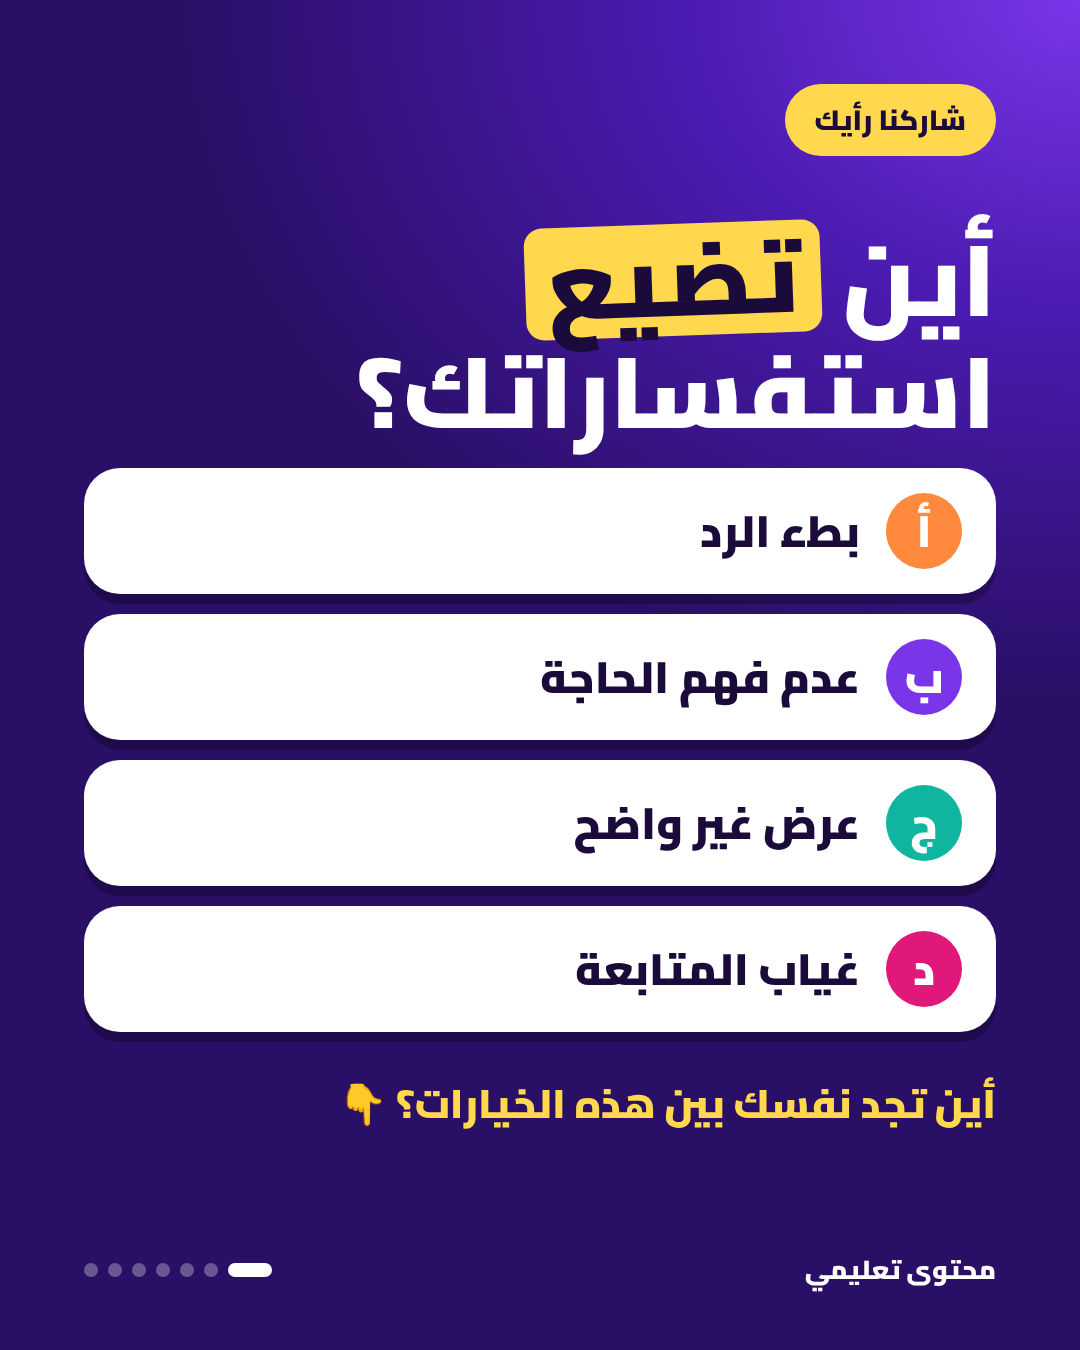 شاركنا رأيك
أين تضيع
استفساراتك؟
أ بطء الرد
ب عدم فهم الحاجة
ج عرض غير واضح
د غياب المتابعة
أين تجد نفسك بين هذه الخيارات؟ 👇
محتوى تعليمي